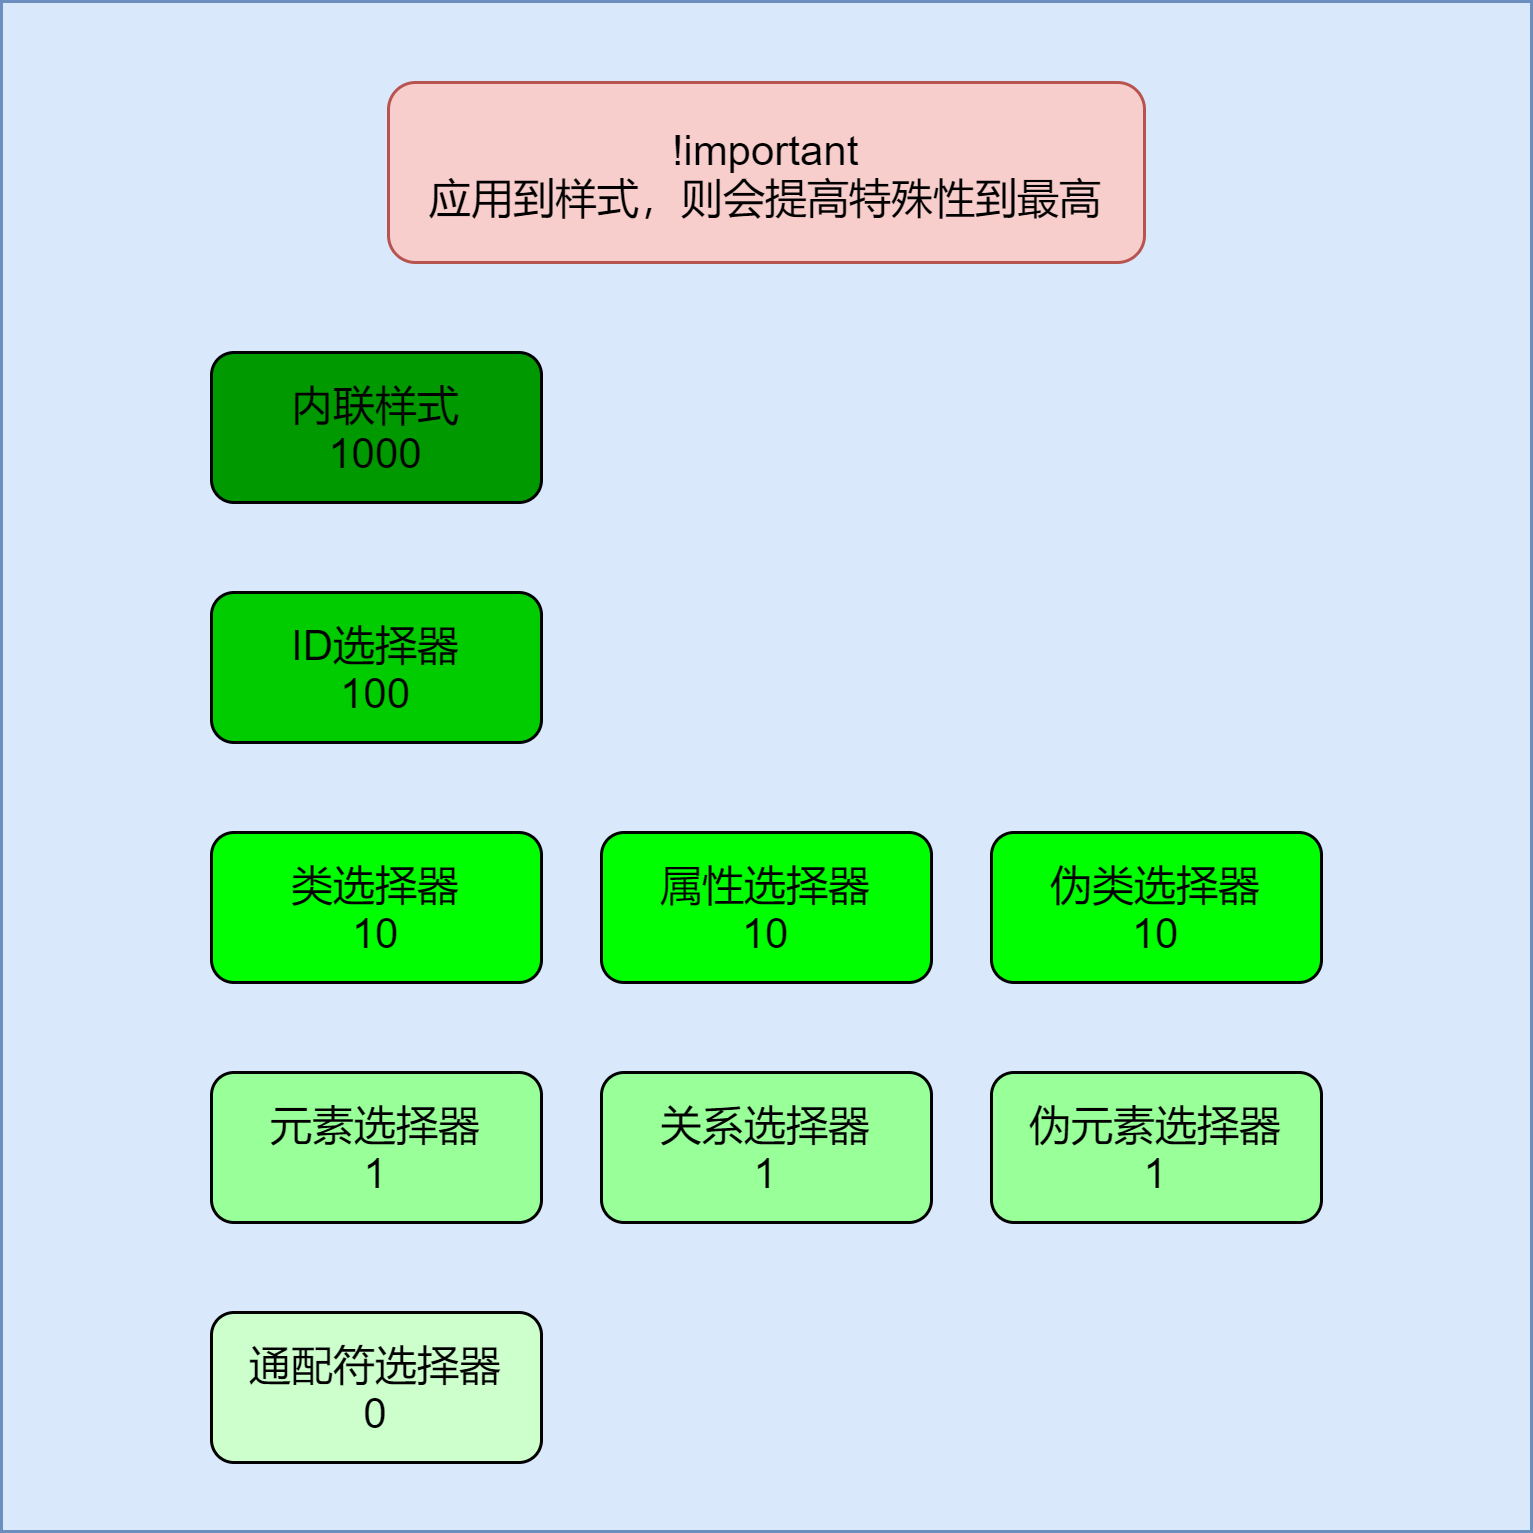 !important
应用到样式，则会提高特殊性到最高
内联样式
1000
ID选择器
100
类选择器
10
属性选择器
10
伪类选择器
10
元素选择器
1
关系选择器
1
伪元素选择器
1
通配符选择器
0